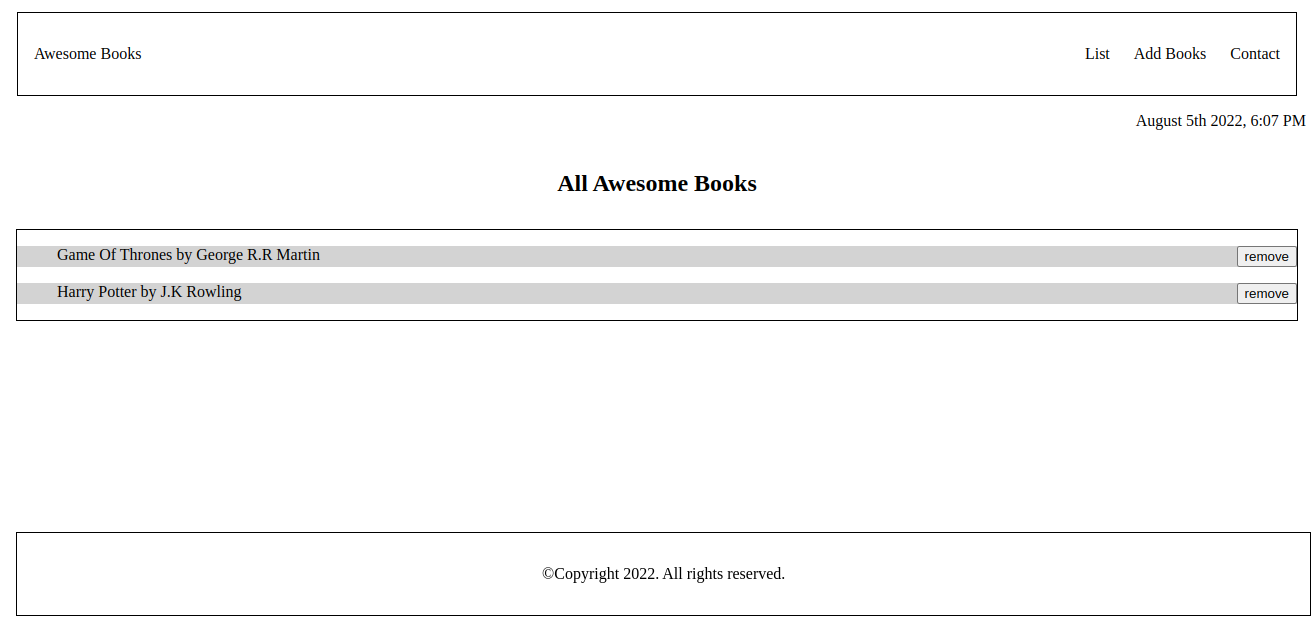 Awesome Books List Add Books Contact
August 5th 2022, 6:07 PM
All Awesome Books
Game Of Thrones by George R.R Martin remove
Harry Potter by J.K Rowling remove
©Copyright 2022. All rights reserved.